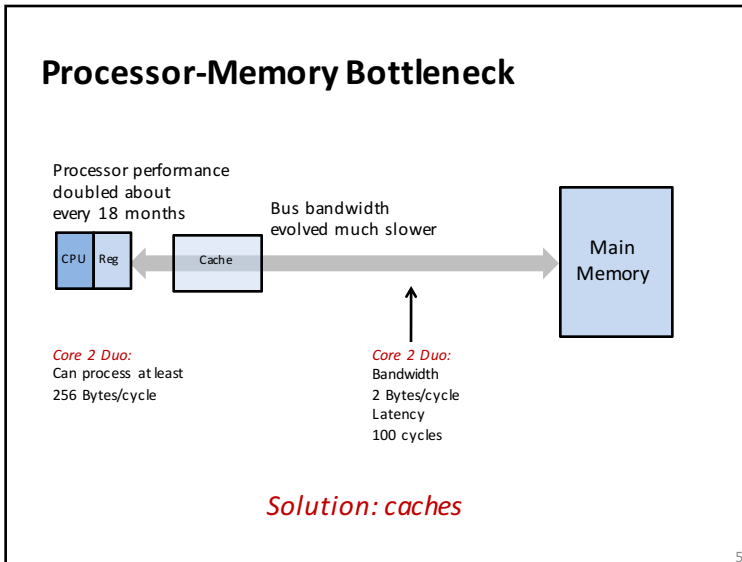 Processor-Memory Bottleneck
Processor performance
doubled about
every 18 months
Bus bandwidth
evolved much slower
CPU
Reg
Cache
Main
Memory
Core 2 Duo:
Can process at least
256 Bytes/cycle
Core 2 Duo:
Bandwidth
2 Bytes/cycle
Latency
100 cycles
Solution: caches
5